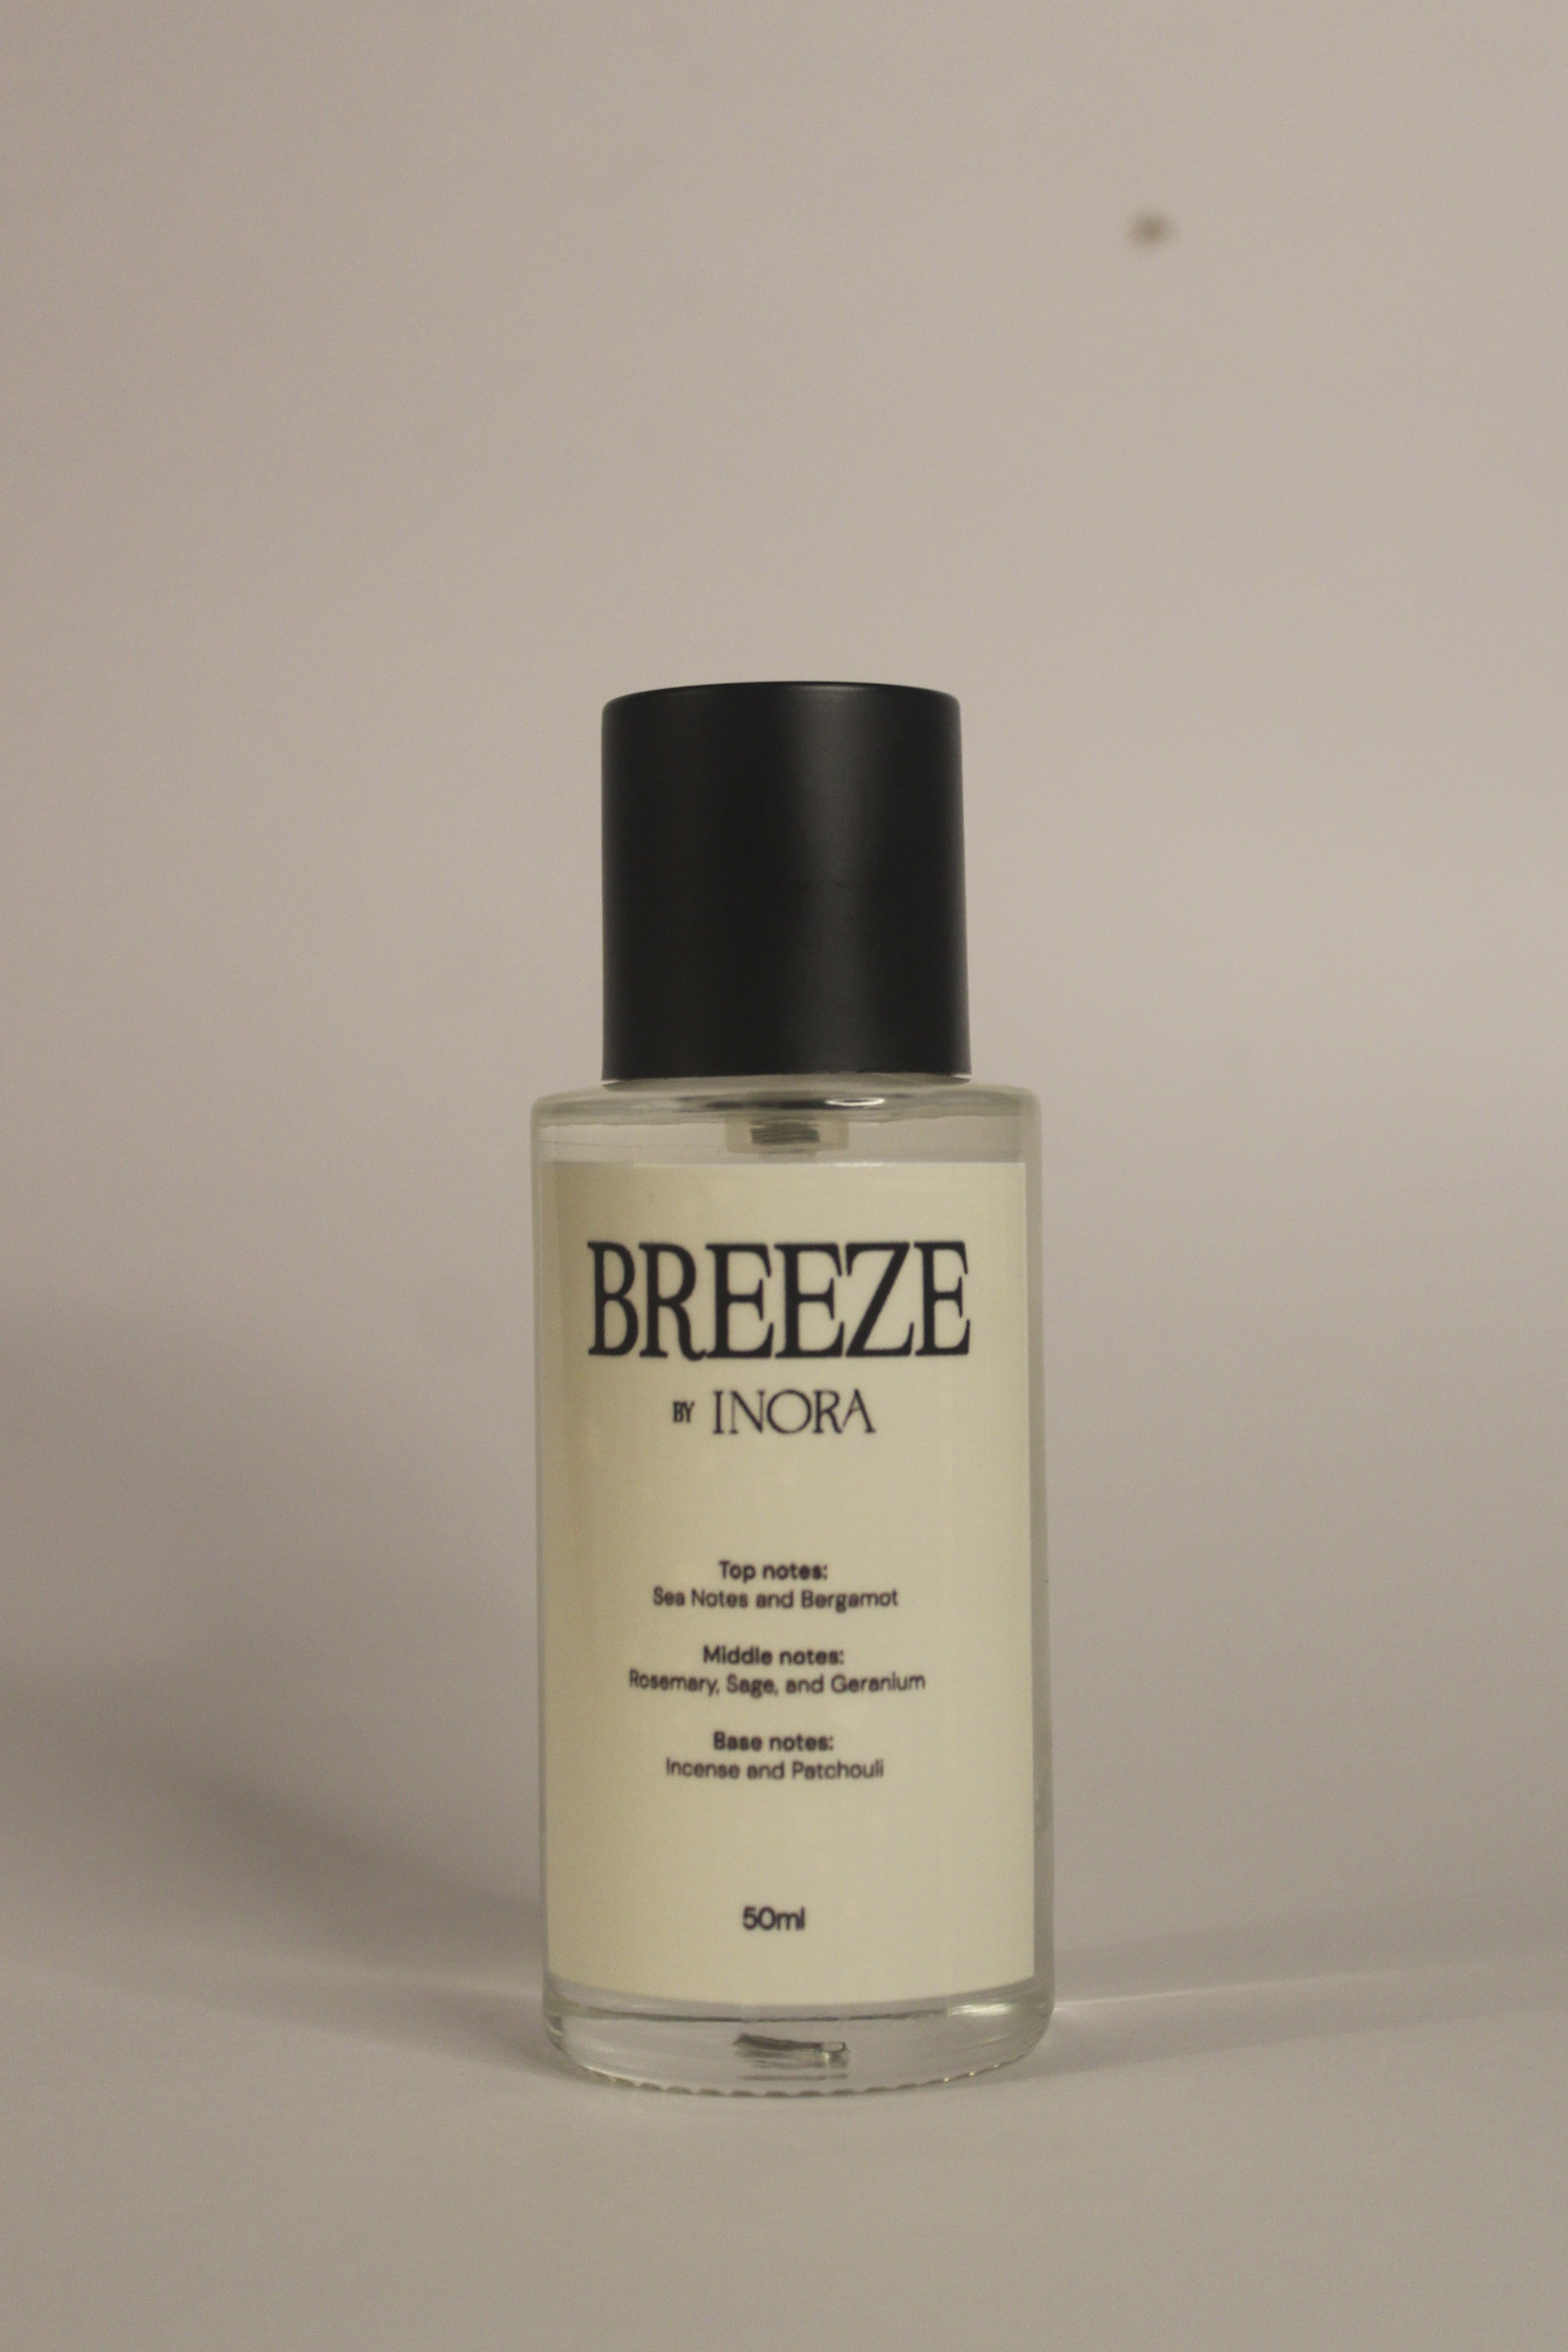 BREEZE
BY INORA
Top notes:
Sea Notes and Bergamot
Middle notes:
Rosemary, Sage, and Geranium
Base notes:
Incense and Patchouli
50ml